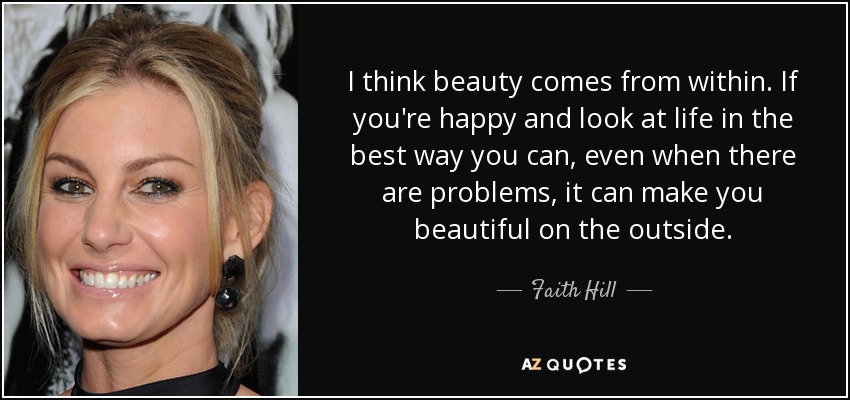 I think beauty comes from within. If
you're happy and look at life in the
best way you can, even when there
are problems, it can make you
beautiful on the outside.
Faith Hill
AZ QUOTES